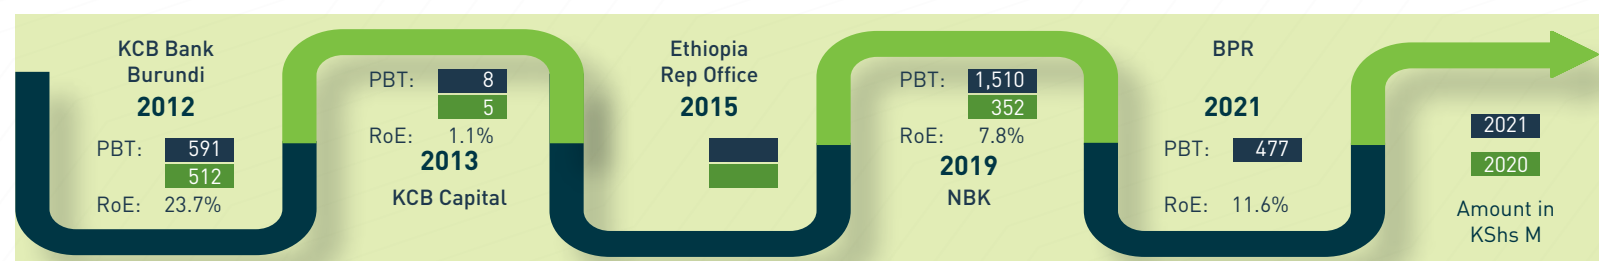 KCB Bank
Burundi
2012
PBT: 591
512
RoE: 23.7%
PBT: 8
5
RoE: 1.1%
2013
KCB Capital
Ethiopia
Rep Office
2015
PBT: 1,510
352
RoE: 7.8%
2019
NBK
BPR
2021
PBT: 477
RoE: 11.6%
2021
2020
Amount in
KShs M